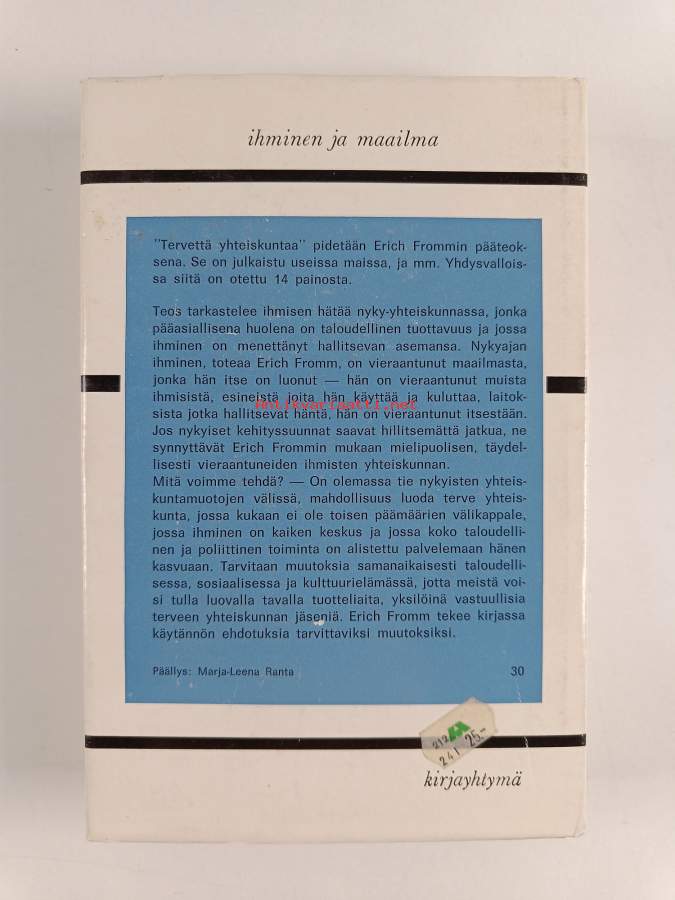 ihminen ja maailma
"Tervettä yhteiskuntaa" pidetään Erich Frommin pääteok-
sena. Se on julkaistu useissa maissa, ja mm. Yhdysvallois-
sa siitä on otettu 14 painosta.
Teos tarkastelee ihmisen hätää nyky-yhteiskunnassa, jonka
pääasiallisena huolena on taloudellinen tuottavuus ja jossa
ihminen on menettänyt hallitsevan asemansa. Nykyajan
ihminen, toteaa Erich Fromm, on vieraantunut maailmasta,
jonka hän itse on luonut — hän on vieraantunut muista
ihmisistä, esineistä joita hän käyttää ja kuluttaa, laitok-
Antikvariaatti.net
sista jotka hallitsevat häntä, hän on vieraantunut itsestään.
Jos nykyiset kehityssuunnat saavat hillitsemättä jatkua, ne
synnyttävät Erich Frommin mukaan mielipuolisen, täydel-
lisesti vieraantuneiden ihmisten yhteiskunnan.
Mitä voimme tehdä? — On olemassa tie nykyisten yhteis-
kuntamuotojen välissä, mahdollisuus luoda terve yhteis-
kunta, jossa kukaan ei ole toisen päämäärien välikappale,
jossa ihminen on kaiken keskus ja jossa koko taloudelli-
nen ja poliittinen toiminta on alistettu palvelemaan hänen
kasvuaan. Tarvitaan muutoksia samanaikaisesti taloudelli-
sessa, sosiaalisessa ja kulttuurielämässä, jotta meistä voi-
si tulla luovalla tavalla tuotteliaita, yksilöinä vastuullisia
terveen yhteiskunnan jäseniä. Erich Fromm tekee kirjassa
käytännön ehdotuksia tarvittaviksi muutoksiksi.
Päällys: Marja-Leena Ranta 30
212
241 25.-
kirjayhtymä